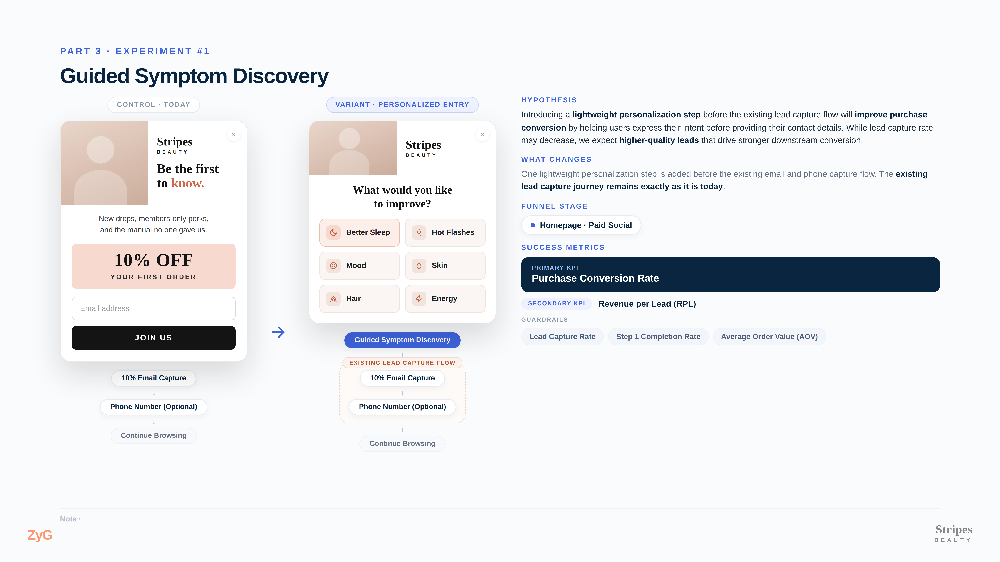 PART 3 · EXPERIMENT #1
Guided Symptom Discovery
CONTROL · TODAY
×
Stripes
BEAUTY
Be the first
to know.
New drops, members-only perks,
and the manual no one gave us.
10% OFF
YOUR FIRST ORDER
Email address
JOIN US
10% Email Capture
↓
Phone Number (Optional)
↓
Continue Browsing
→
VARIANT · PERSONALIZED ENTRY
×
Stripes
BEAUTY
What would you like
to improve?
Better Sleep
Hot Flashes
Mood
Skin
Hair
Energy
Guided Symptom Discovery
↓
EXISTING LEAD CAPTURE FLOW
10% Email Capture
↓
Phone Number (Optional)
↓
Continue Browsing
HYPOTHESIS
Introducing a lightweight personalization step before the existing lead capture flow will improve purchase
conversion by helping users express their intent before providing their contact details. While lead capture rate
may decrease, we expect higher-quality leads that drive stronger downstream conversion.
WHAT CHANGES
One lightweight personalization step is added before the existing email and phone capture flow. The existing
lead capture journey remains exactly as it is today.
FUNNEL STAGE
Homepage · Paid Social
SUCCESS METRICS
PRIMARY KPI
Purchase Conversion Rate
SECONDARY KPI Revenue per Lead (RPL)
GUARDRAILS
Lead Capture Rate
Step 1 Completion Rate
Average Order Value (AOV)
Note ·
ZyG
Stripes
BEAUTY